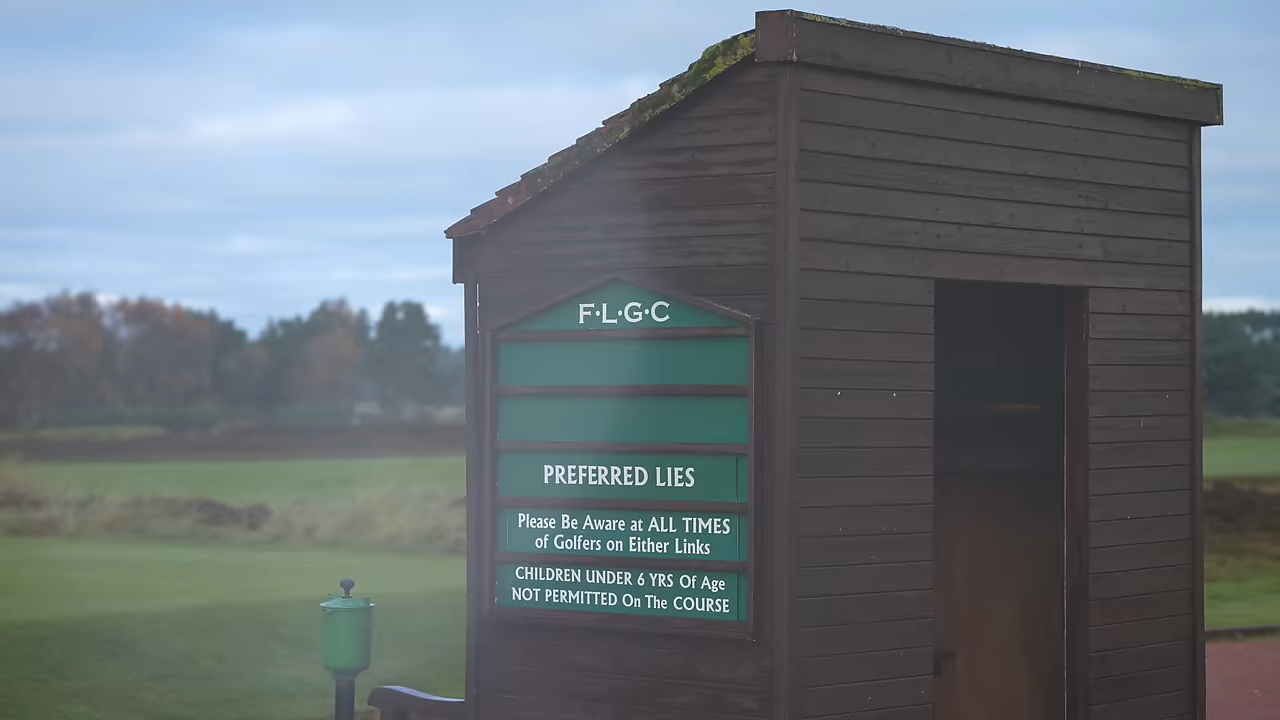 F·L·G·C
PREFERRED LIES
Please Be Aware at ALL TIMES
of Golfers on Either Links
CHILDREN UNDER 6 YRS Of Age
NOT PERMITTED On The COURSE